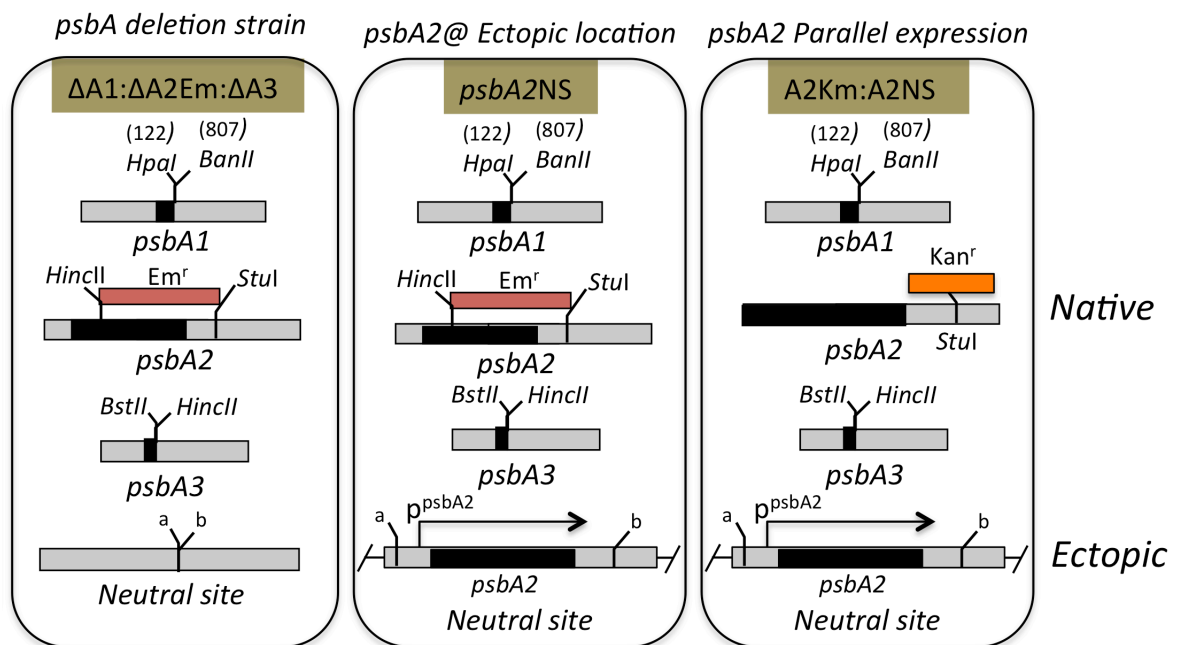 psbA deletion strain
ΔA1:ΔA2Em:ΔA3
(122) (807)
HpaI BanII
psbA1
HincII Emʳ StuI
psbA2
BstII HincII
psbA3
a b
Neutral site
psbA2@ Ectopic location
psbA2NS
(122) (807)
HpaI BanII
psbA1
HincII Emʳ StuI
psbA2
BstII HincII
psbA3
a ppsbA2 b
psbA2
Neutral site
psbA2 Parallel expression
A2Km:A2NS
(122) (807)
HpaI BanII
psbA1
Kanʳ
psbA2 StuI
BstII HincII
psbA3
a ppsbA2 b
psbA2
Neutral site
Native
Ectopic